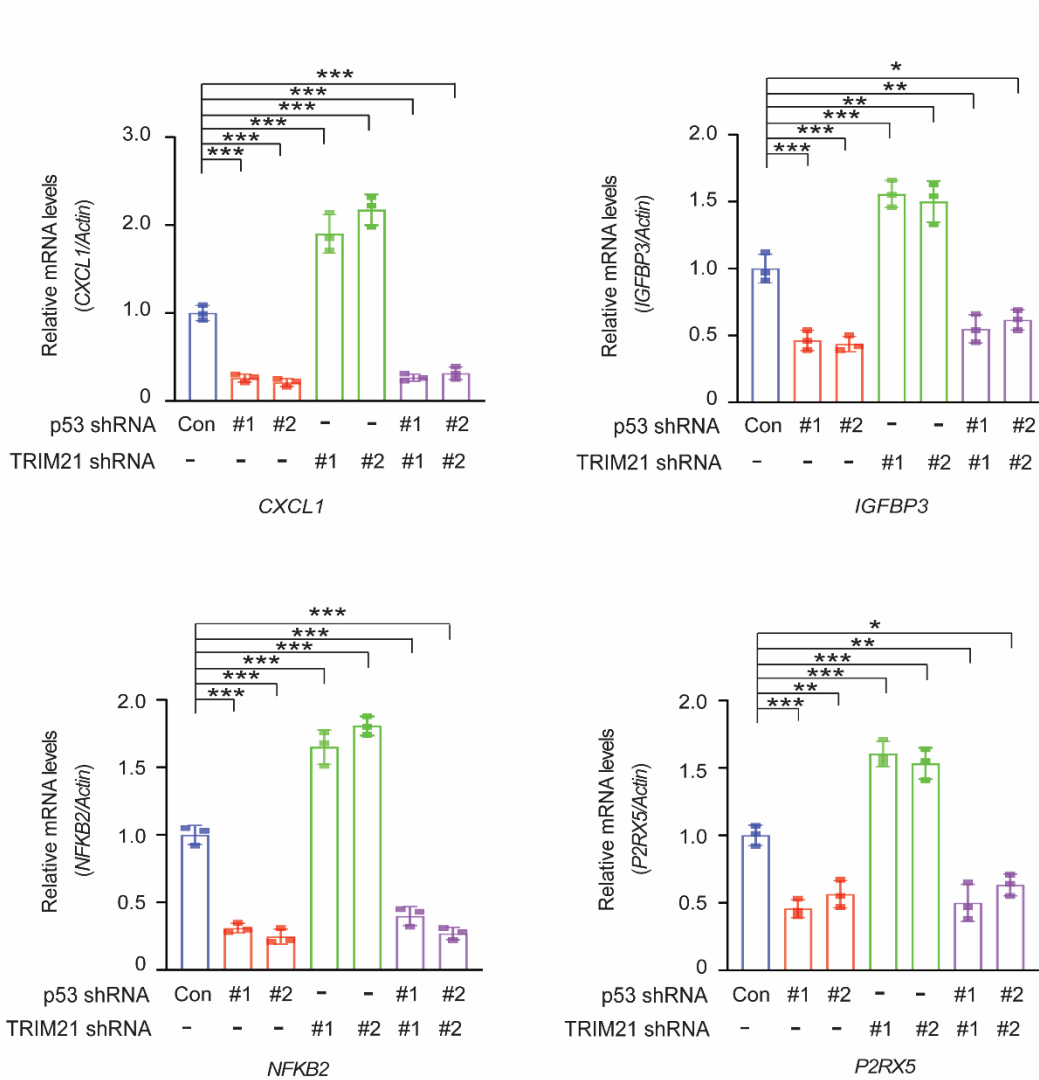 ***
***
***
***
***
***
3.0
2.0
1.0
0
Relative mRNA levels
(CXCL1/Actin)
p53 shRNA Con #1 #2 - - #1 #2
TRIM21 shRNA - - - #1 #2 #1 #2
CXCL1
*
**
**
***
***
***
2.0
1.5
1.0
0.5
0
Relative mRNA levels
(IGFBP3/Actin)
p53 shRNA Con #1 #2 - - #1 #2
TRIM21 shRNA - - - #1 #2 #1 #2
IGFBP3
***
***
***
***
***
***
2.0
1.5
1.0
0.5
0
Relative mRNA levels
(NFKB2/Actin)
p53 shRNA Con #1 #2 - - #1 #2
TRIM21 shRNA - - - #1 #2 #1 #2
NFKB2
*
**
***
***
**
***
2.0
1.5
1.0
0.5
0
Relative mRNA levels
(P2RX5/Actin)
p53 shRNA Con #1 #2 - - #1 #2
TRIM21 shRNA - - - #1 #2 #1 #2
P2RX5